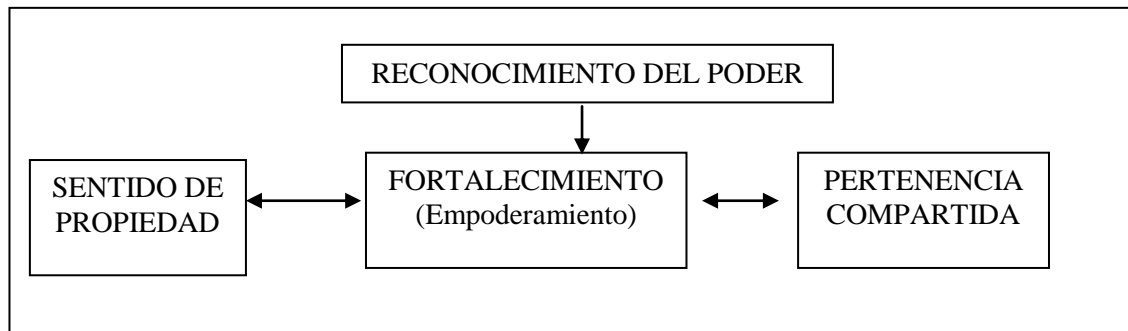 RECONOCIMIENTO DEL PODER
SENTIDO DE
PROPIEDAD
FORTALECIMIENTO
(Empoderamiento)
PERTENENCIA
COMPARTIDA